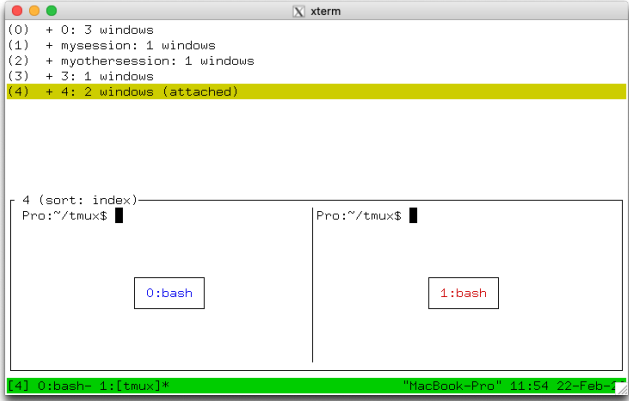 xterm
(0) + 0: 3 windows
(1) + mysession: 1 windows
(2) + myothersession: 1 windows
(3) + 3: 1 windows
(4) + 4: 2 windows (attached)
4 (sort: index)
Pro:~/tmux$ Pro:~/tmux$
0:bash 1:bash
[4] 0:bash- 1:[tmux]* "MacBook-Pro" 11:54